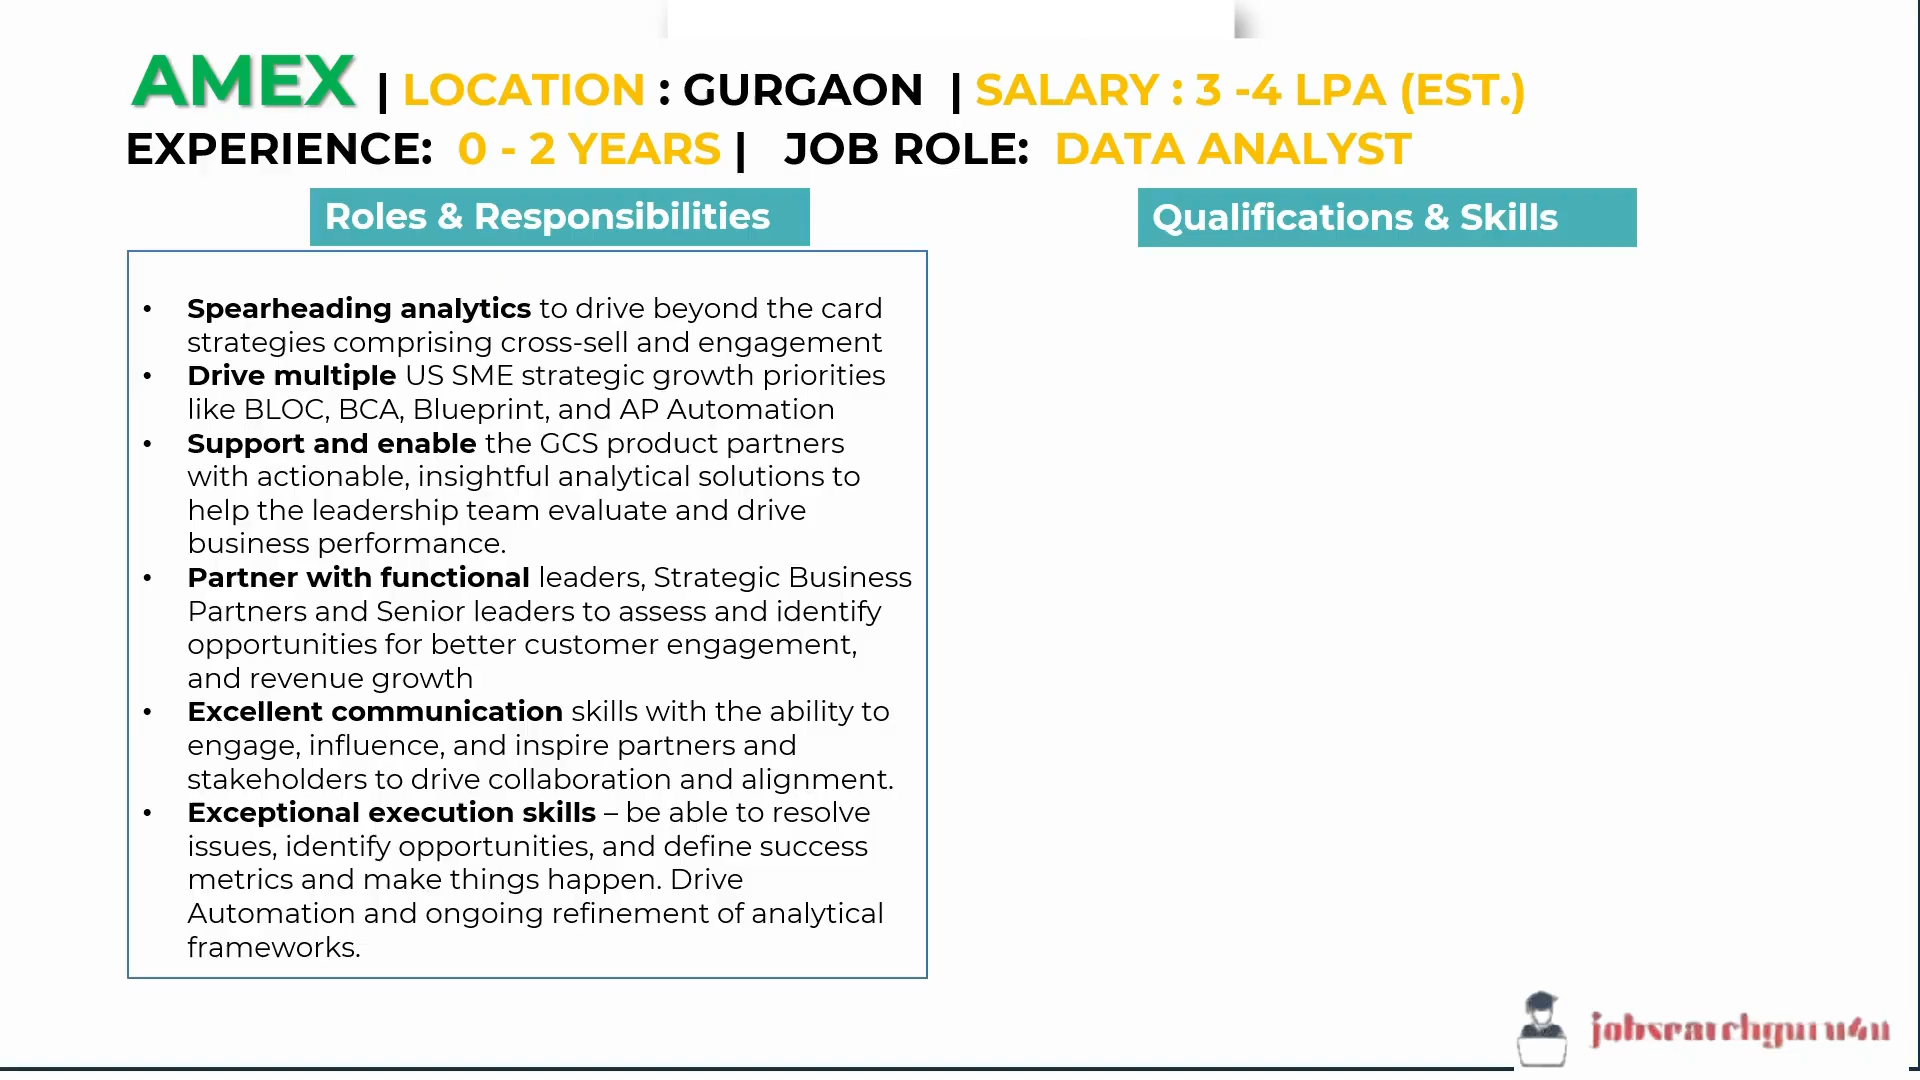 AMEX | LOCATION : GURGAON | SALARY : 3 -4 LPA (EST.)
EXPERIENCE: 0 - 2 YEARS | JOB ROLE: DATA ANALYST
Roles & Responsibilities
• Spearheading analytics to drive beyond the card
strategies comprising cross-sell and engagement
• Drive multiple US SME strategic growth priorities
like BLOC, BCA, Blueprint, and AP Automation
• Support and enable the GCS product partners
with actionable, insightful analytical solutions to
help the leadership team evaluate and drive
business performance.
• Partner with functional leaders, Strategic Business
Partners and Senior leaders to assess and identify
opportunities for better customer engagement,
and revenue growth
• Excellent communication skills with the ability to
engage, influence, and inspire partners and
stakeholders to drive collaboration and alignment.
• Exceptional execution skills – be able to resolve
issues, identify opportunities, and define success
metrics and make things happen. Drive
Automation and ongoing refinement of analytical
frameworks.
Qualifications & Skills
jobsearchguru4u